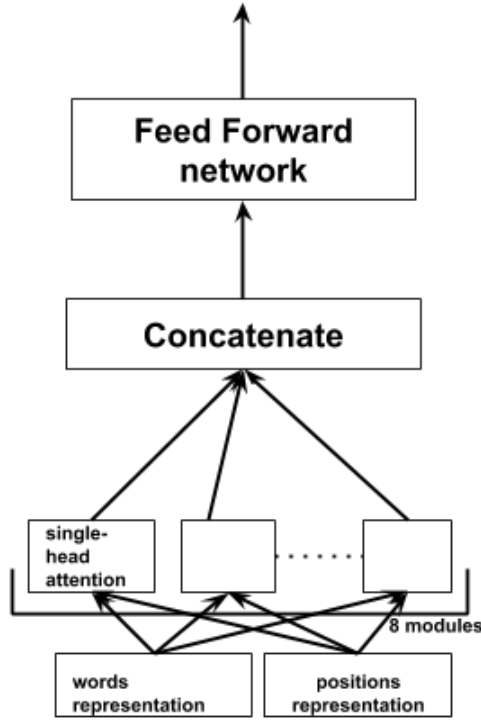 Feed Forward
network
Concatenate
single-
head
attention
8 modules
words
representation
positions
representation